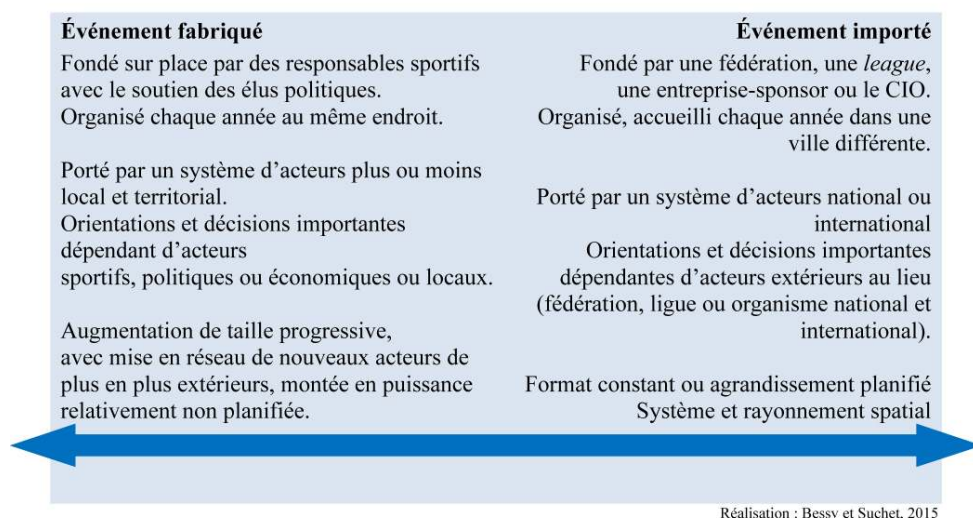 Événement fabriqué
Fondé sur place par des responsables sportifs
avec le soutien des élus politiques.
Organisé chaque année au même endroit.
Porté par un système d'acteurs plus ou moins
local et territorial.
Orientations et décisions importantes
dépendant d'acteurs
sportifs, politiques ou économiques ou locaux.
Augmentation de taille progressive,
avec mise en réseau de nouveaux acteurs de
plus en plus extérieurs, montée en puissance
relativement non planifiée.
Événement importé
Fondé par une fédération, une league,
une entreprise-sponsor ou le CIO.
Organisé, accueilli chaque année dans une
ville différente.
Porté par un système d'acteurs national ou
international
Orientations et décisions importantes
dépendantes d'acteurs extérieurs au lieu
(fédération, ligue ou organisme national et
international).
Format constant ou agrandissement planifié
Système et rayonnement spatial
Réalisation : Bessy et Suchet, 2015